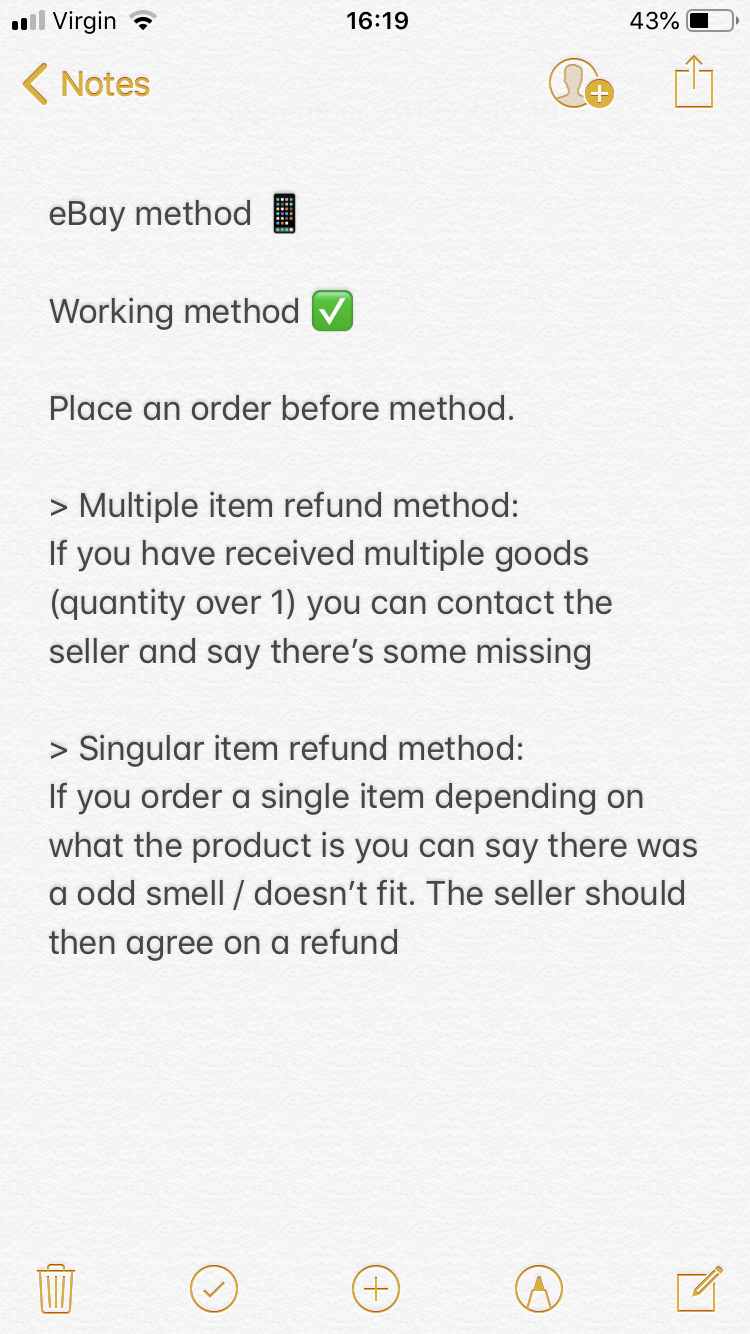 Virgin 16:19 43%
Notes
eBay method 📱
Working method ✅
Place an order before method.
> Multiple item refund method:
If you have received multiple goods
(quantity over 1) you can contact the
seller and say there’s some missing
> Singular item refund method:
If you order a single item depending on
what the product is you can say there was
a odd smell / doesn’t fit. The seller should
then agree on a refund